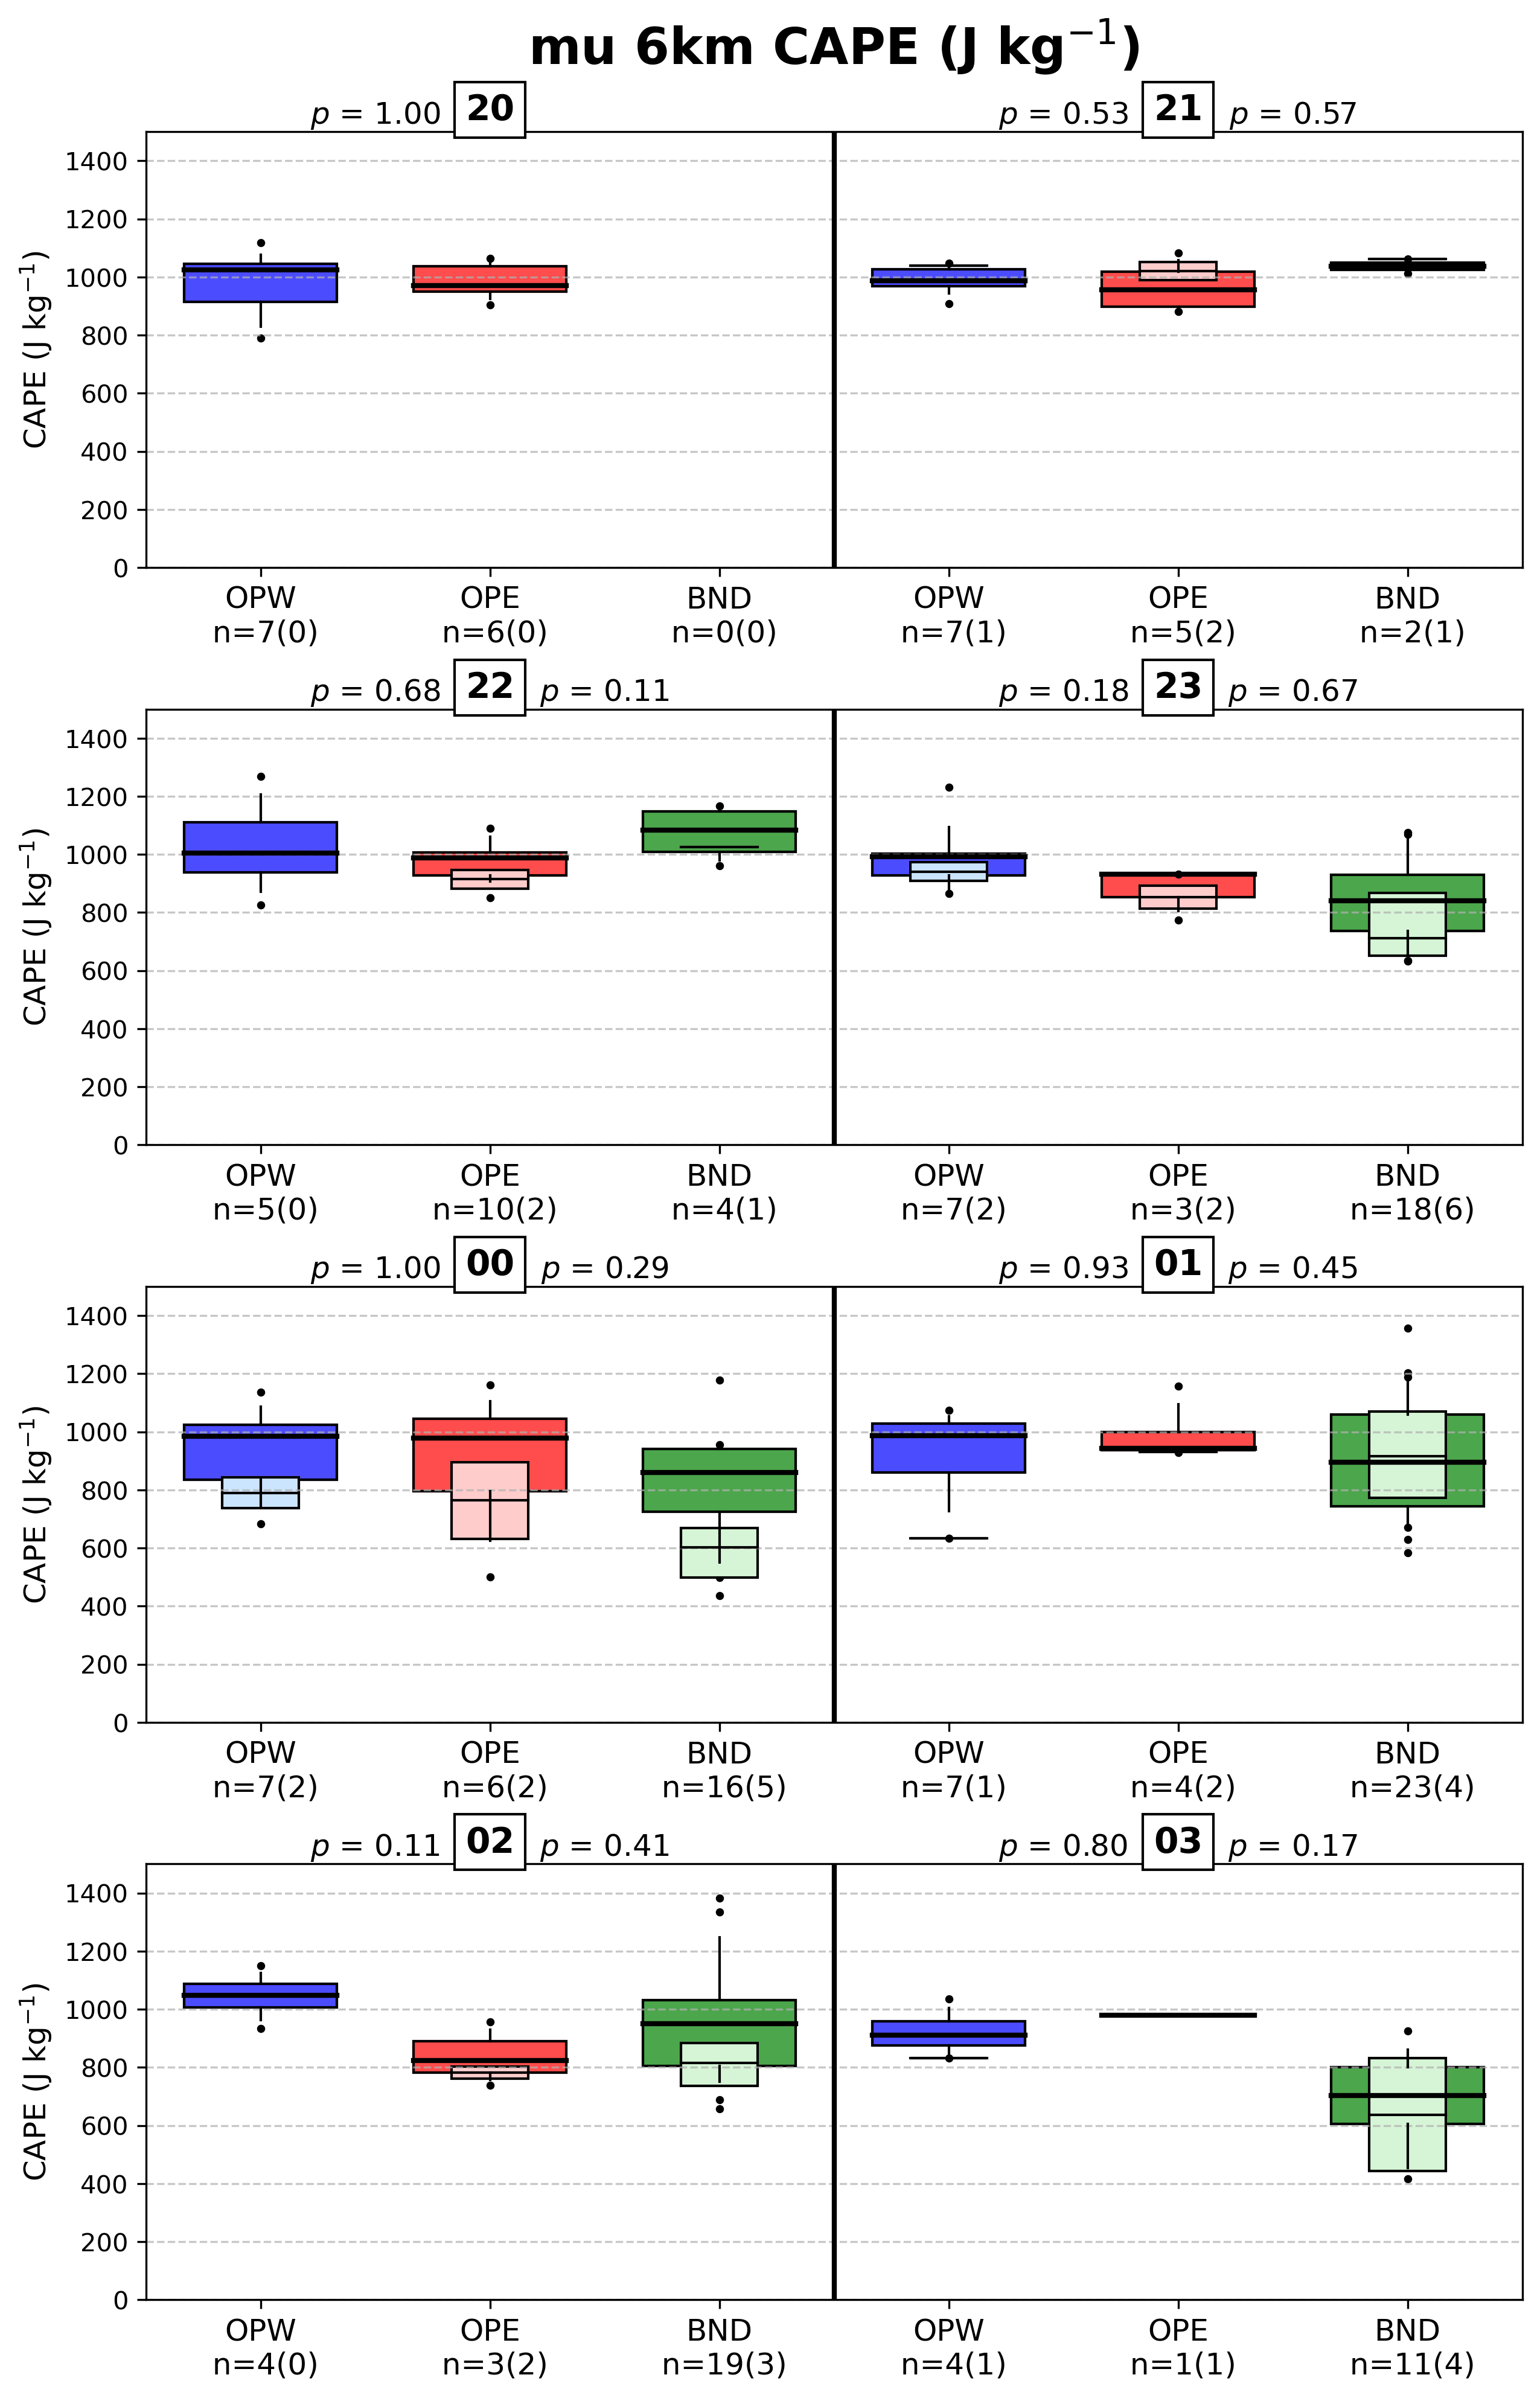 mu 6km CAPE (J kg⁻¹)
p = 1.00 20
p = 0.53 21 p = 0.57
CAPE (J kg⁻¹)
1400
1200
1000
800
600
400
200
0
OPW OPE BND OPW OPE BND
n=7(0) n=6(0) n=0(0) n=7(1) n=5(2) n=2(1)
p = 0.68 22 p = 0.11
p = 0.18 23 p = 0.67
CAPE (J kg⁻¹)
1400
1200
1000
800
600
400
200
0
OPW OPE BND OPW OPE BND
n=5(0) n=10(2) n=4(1) n=7(2) n=3(2) n=18(6)
p = 1.00 00 p = 0.29
p = 0.93 01 p = 0.45
CAPE (J kg⁻¹)
1400
1200
1000
800
600
400
200
0
OPW OPE BND OPW OPE BND
n=7(2) n=6(2) n=16(5) n=7(1) n=4(2) n=23(4)
p = 0.11 02 p = 0.41
p = 0.80 03 p = 0.17
CAPE (J kg⁻¹)
1400
1200
1000
800
600
400
200
0
OPW OPE BND OPW OPE BND
n=4(0) n=3(2) n=19(3) n=4(1) n=1(1) n=11(4)